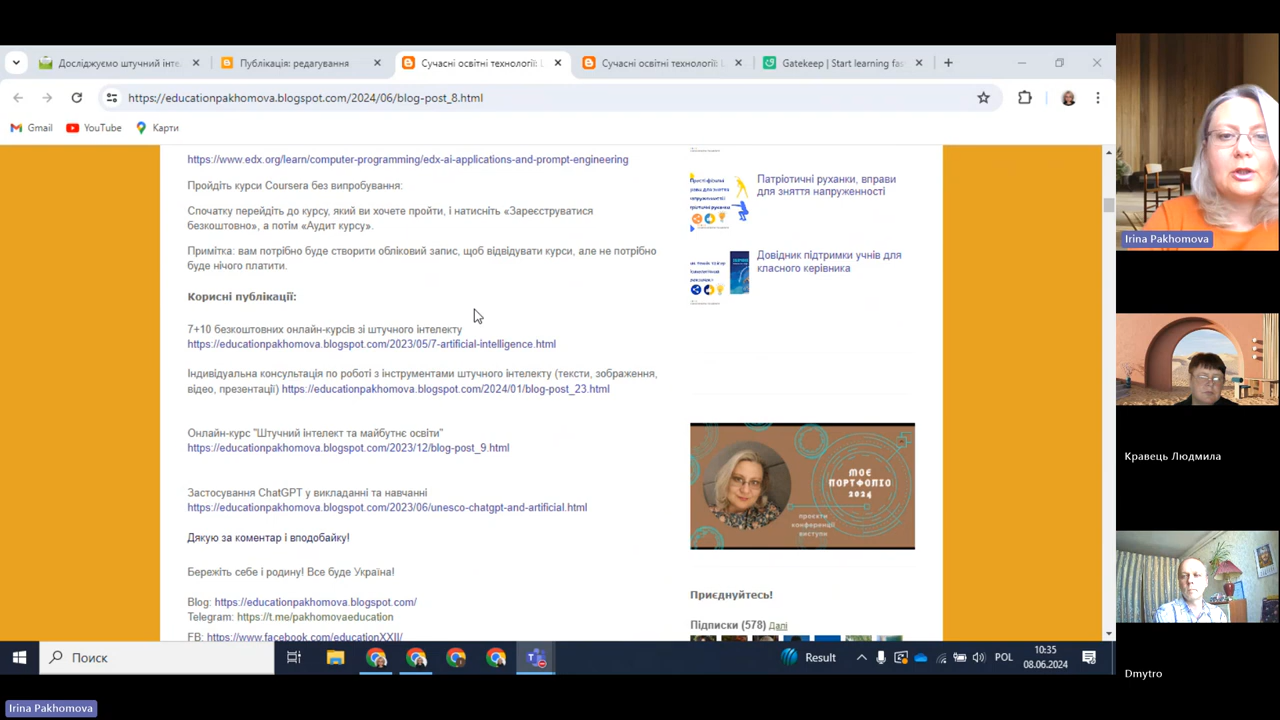 Досліджуємо штучний інте
Публікація: редагування
Сучасні освітні технології: Ц
Сучасні освітні технології: Ц
Gatekeep | Start learning fas
https://educationpakhomova.blogspot.com/2024/06/blog-post_8.html
Gmail
YouTube
Карти
https://www.edx.org/learn/computer-programming/edx-ai-applications-and-prompt-engineering
Пройдіть курси Coursera без випробування:
Спочатку перейдіть до курсу, який ви хочете пройти, і натисніть «Зареєструватися
безкоштовно», а потім «Аудит курсу».
Примітка: вам потрібно буде створити обліковий запис, щоб відвідувати курси, але не потрібно
буде нічого платити.
Корисні публікації:
7+10 безкоштовних онлайн-курсів зі штучного інтелекту
https://educationpakhomova.blogspot.com/2023/05/7-artificial-intelligence.html
Індивідуальна консультація по роботі з інструментами штучного інтелекту (тексти, зображення,
відео, презентації) https://educationpakhomova.blogspot.com/2024/01/blog-post_23.html
Онлайн-курс "Штучний інтелект та майбутнє освіти"
https://educationpakhomova.blogspot.com/2023/12/blog-post_9.html
Застосування ChatGPT у викладанні та навчанні
https://educationpakhomova.blogspot.com/2023/06/unesco-chatgpt-and-artificial.html
Дякую за коментар і вподобайку!
Бережіть себе і родину! Все буде Україна!
Blog: https://educationpakhomova.blogspot.com/
Telegram: https://t.me/pakhomovaeducation
FB: https://www.facebook.com/educationXXII/
Патріотичні руханки, вправи
для зняття напруженності
Довідник підтримки учнів для
класного керівника
МОЄ
ПОРТФОЛІО
2024
проєкти
конференції
виступи
Приєднуйтесь!
Підписки (578) Далі
Поиск
Result
POL
10:35
08.06.2024
Irina Pakhomova
Кравець Людмила
Dmytro
Irina Pakhomova